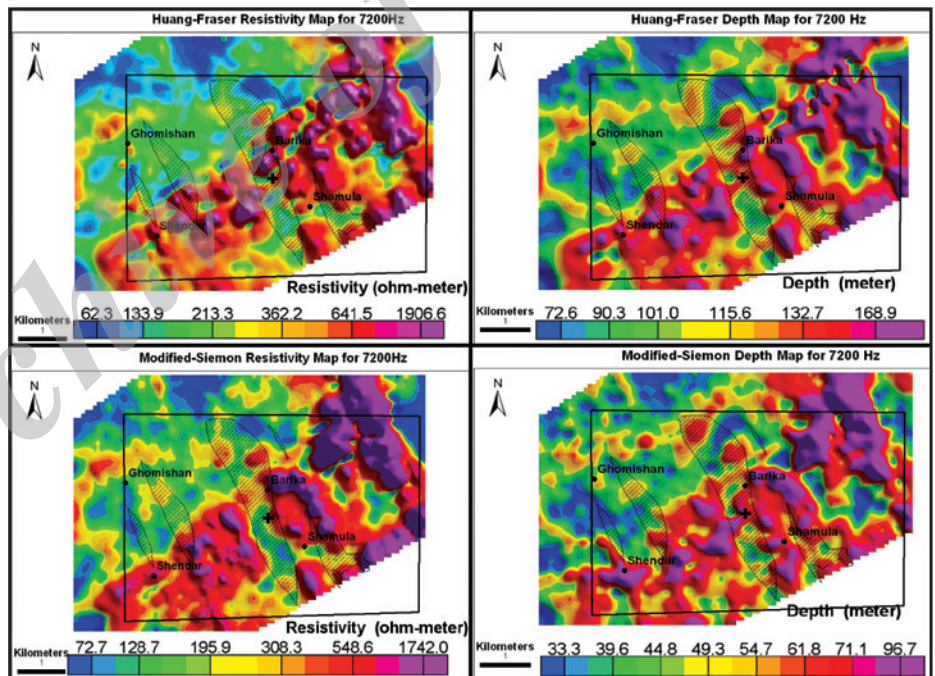 Huang-Fraser Resistivity Map for 7200Hz
N
Ghomishan
Barika
Shamula
Shendar
Resistivity (ohm-meter)
Kilometers
1
62.3 133.9 213.3 362.2 641.5 1906.6
Huang-Fraser Depth Map for 7200 Hz
N
Ghomishan
Barika
Shamula
Shendar
Depth (meter)
Kilometers
1
72.6 90.3 101.0 115.6 132.7 168.9
Modified-Siemon Resistivity Map for 7200Hz
N
Ghomishan
Barika
Shamula
Shendar
Resistivity (ohm-meter)
Kilometers
1
72.7 128.7 195.9 308.3 548.6 1742.0
Modified-Siemon Depth Map for 7200 Hz
N
Ghomishan
Barika
Shamula
Shendar
Depth (meter)
Kilometers
1
33.3 39.6 44.8 49.3 54.7 61.8 71.1 96.7